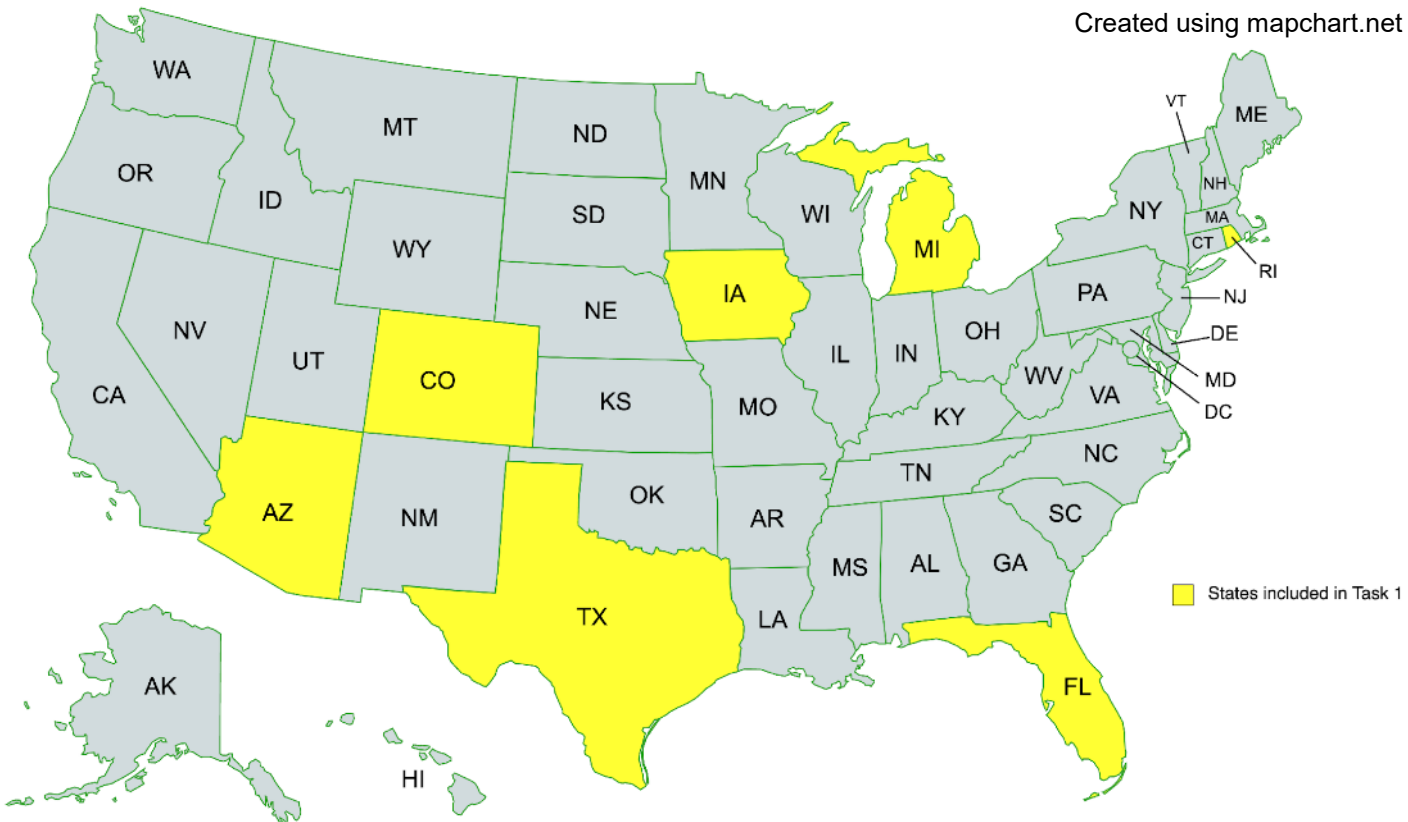 Created using mapchart.net
WA
MT
ND
MN
VT
ME
OR
ID
SD
WI
NH
NY
MA
WY
MI
CT
RI
IA
PA
NJ
NE
NV
OH
DE
UT
IL
IN
CO
WV
MD
CA
KS
MO
VA
DC
KY
NC
TN
OK
AZ
NM
AR
SC
MS
AL
GA
States included in Task 1
TX
LA
AK
FL
HI